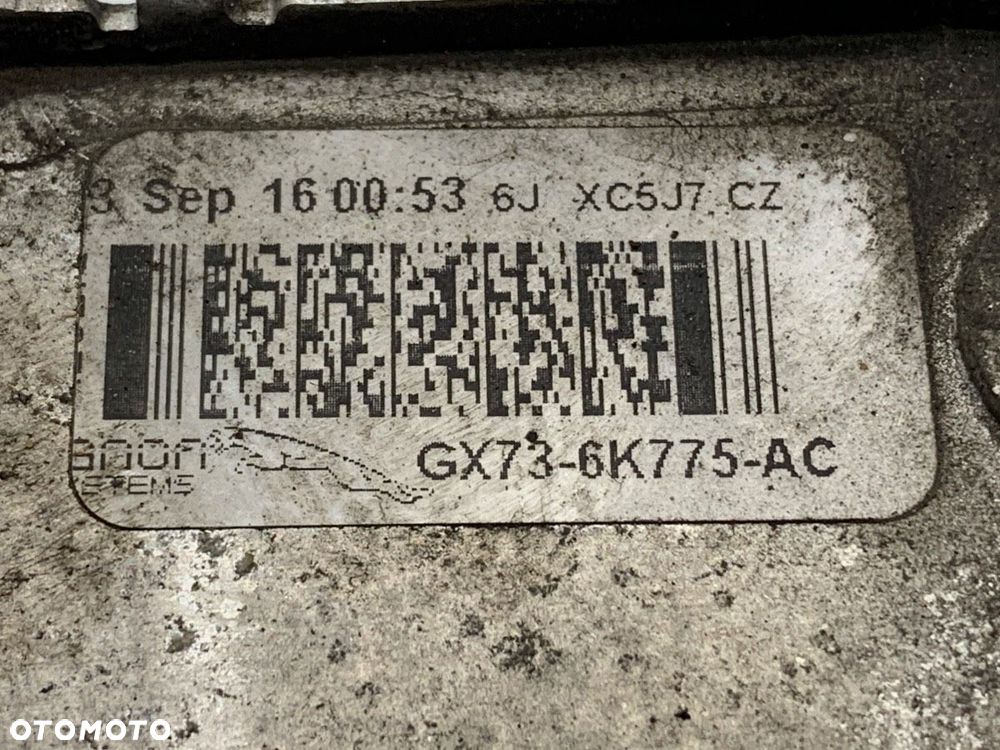 3 Sep 16 00:53 6J XC5J7 CZ
GX73-6K775-AC
OTOMOTO